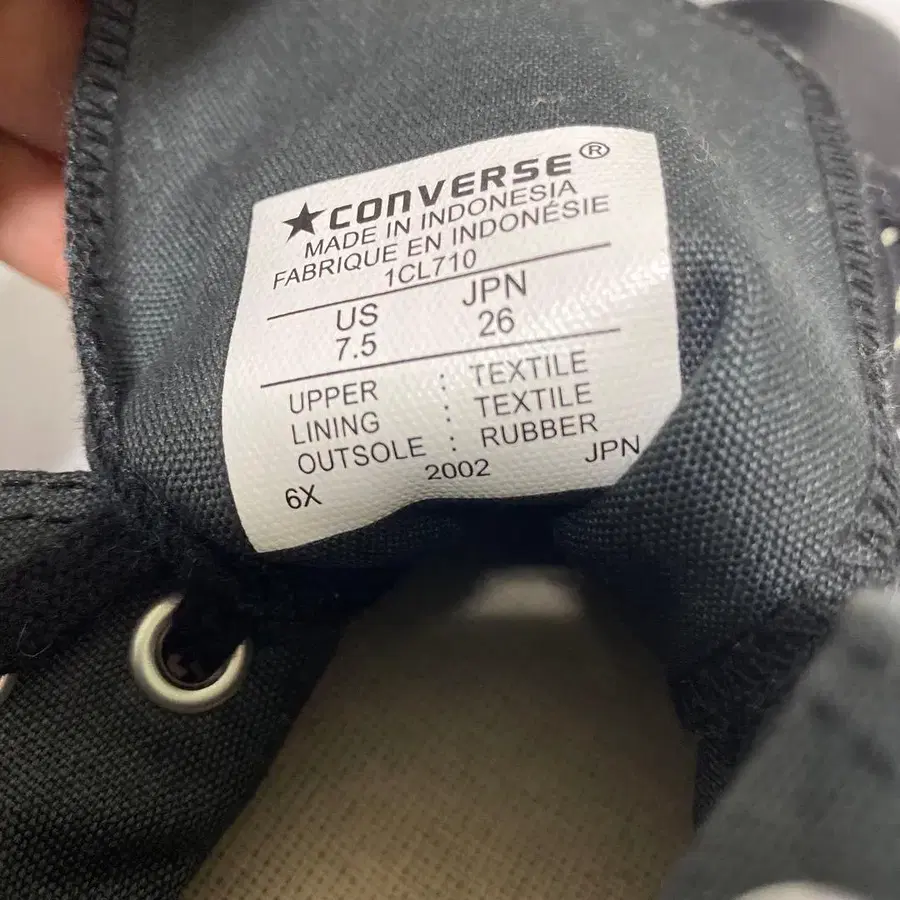 ★CONVERSE®
MADE IN INDONESIA
FABRIQUE EN INDONÉSIE
1CL710
US JPN
7.5 26
UPPER : TEXTILE
LINING : TEXTILE
OUTSOLE : RUBBER
6X 2002 JPN